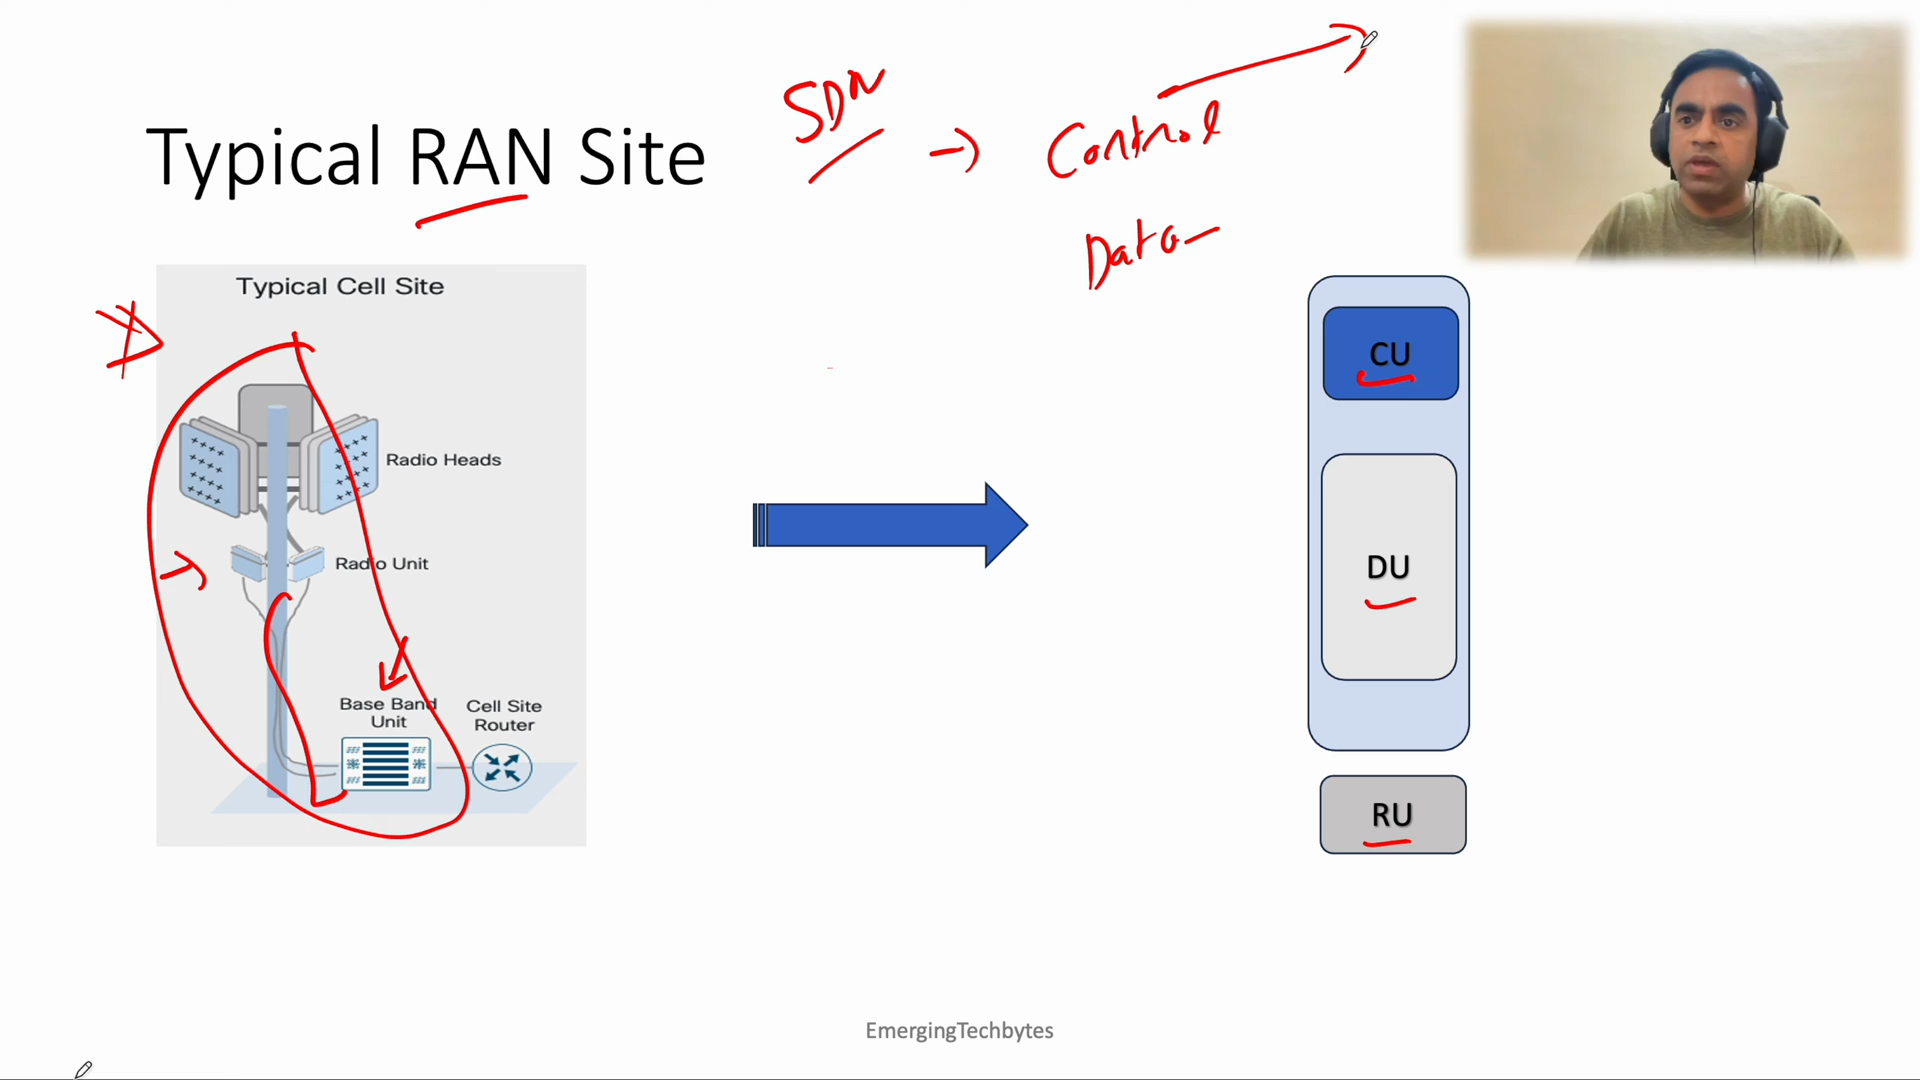 SDN
→ Control
Data
Typical RAN Site
Typical Cell Site
Radio Heads
Radio Unit
Base Band
Unit
Cell Site
Router
CU
DU
RU
EmergingTechbytes